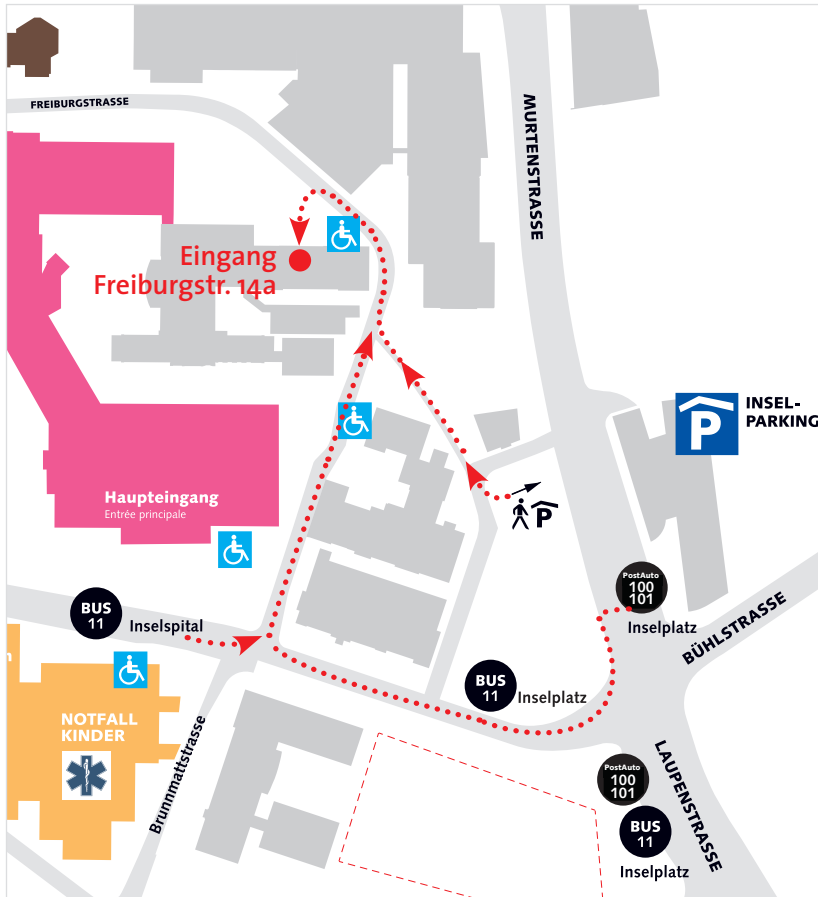 FREIBURGSTRASSE
MURTENSTRASSE
Eingang
Freiburgstr. 14a
P
INSEL-
PARKING
Haupteingang
Entrée principale
P
BUS
11
Inselspital
PostAuto
100
101
Inselplatz
BÜHLSTRASSE
BUS
11
Inselplatz
NOTFALL
KINDER
Brunnmattstrasse
LAUPENSTRASSE
PostAuto
100
101
BUS
11
Inselplatz